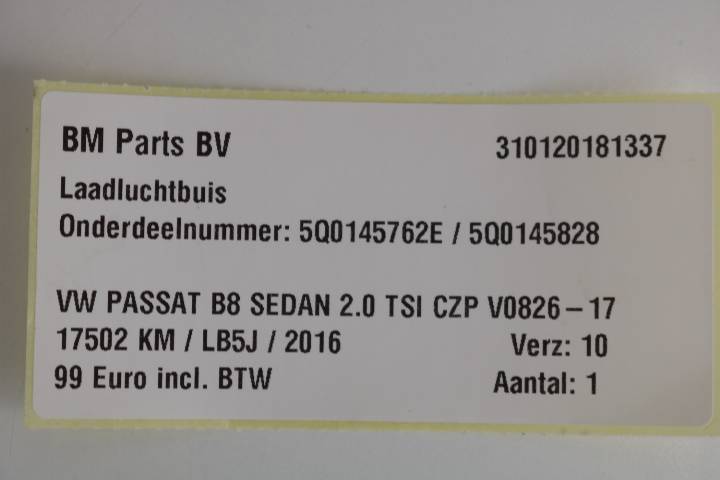 BM Parts BV 310120181337
Laadluchtbuis
Onderdeelnummer: 5Q0145762E / 5Q0145828
VW PASSAT B8 SEDAN 2.0 TSI CZP V0826-17
17502 KM / LB5J / 2016 Verz: 10
99 Euro incl. BTW Aantal: 1